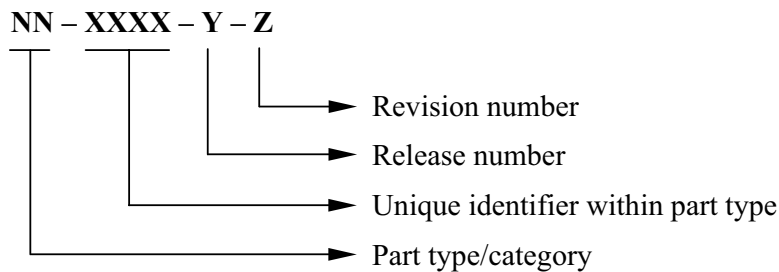 NN – XXXX – Y – Z
Revision number
Release number
Unique identifier within part type
Part type/category